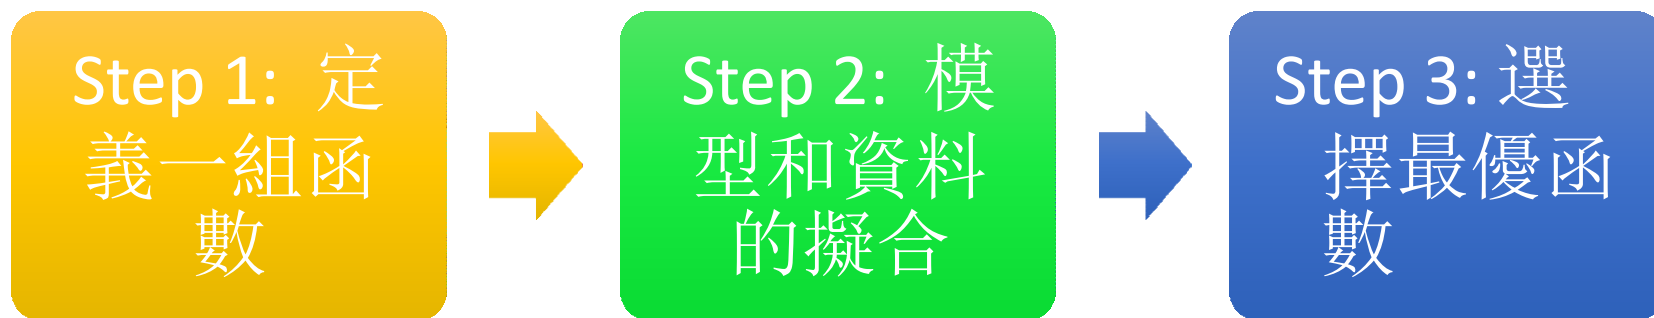 Step 1: 定
義一組函
數
Step 2: 模
型和資料
的擬合
Step 3: 選
擇最優函
數